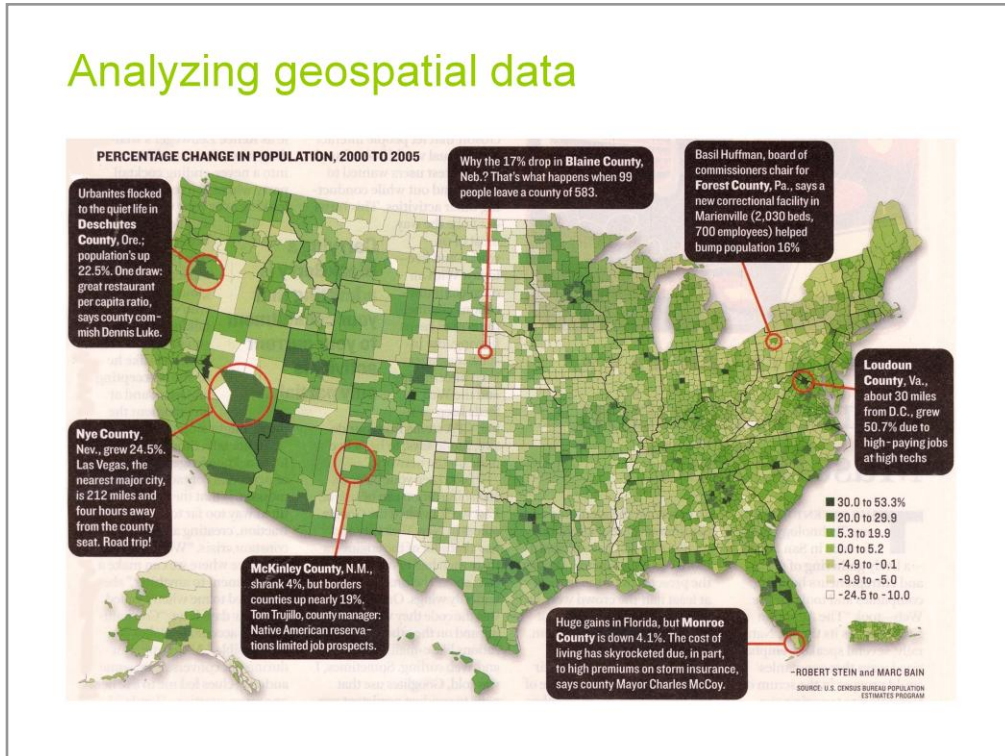 Analyzing geospatial data
PERCENTAGE CHANGE IN POPULATION, 2000 TO 2005
Urbanites flocked
to the quiet life in
Deschutes
County, Ore.;
population's up
22.5%. One draw:
great restaurant
per capita ratio,
says county com-
mish Dennis Luke.
Why the 17% drop in Blaine County,
Neb.? That's what happens when 99
people leave a county of 583.
Basil Huffman, board of
commissioners chair for
Forest County, Pa., says a
new correctional facility in
Marienville (2,030 beds,
700 employees) helped
bump population 16%
Nye County,
Nev., grew 24.5%.
Las Vegas, the
nearest major city,
is 212 miles and
four hours away
from the county
seat. Road trip!
McKinley County, N.M.,
shrank 4%, but borders
counties up nearly 19%.
Tom Trujillo, county manager:
Native American reserva-
tions limited job prospects.
Loudoun
County, Va.,
about 30 miles
from D.C., grew
50.7% due to
high-paying jobs
at high techs
30.0 to 53.3%
20.0 to 29.9
5.3 to 19.9
0.0 to 5.2
-4.9 to -0.1
-9.9 to -5.0
-24.5 to -10.0
Huge gains in Florida, but Monroe
County is down 4.1%. The cost of
living has skyrocketed due, in part,
to high premiums on storm insurance,
says county Mayor Charles McCoy.
–ROBERT STEIN and MARC BAIN
SOURCE: U.S. CENSUS BUREAU POPULATION
ESTIMATES PROGRAM